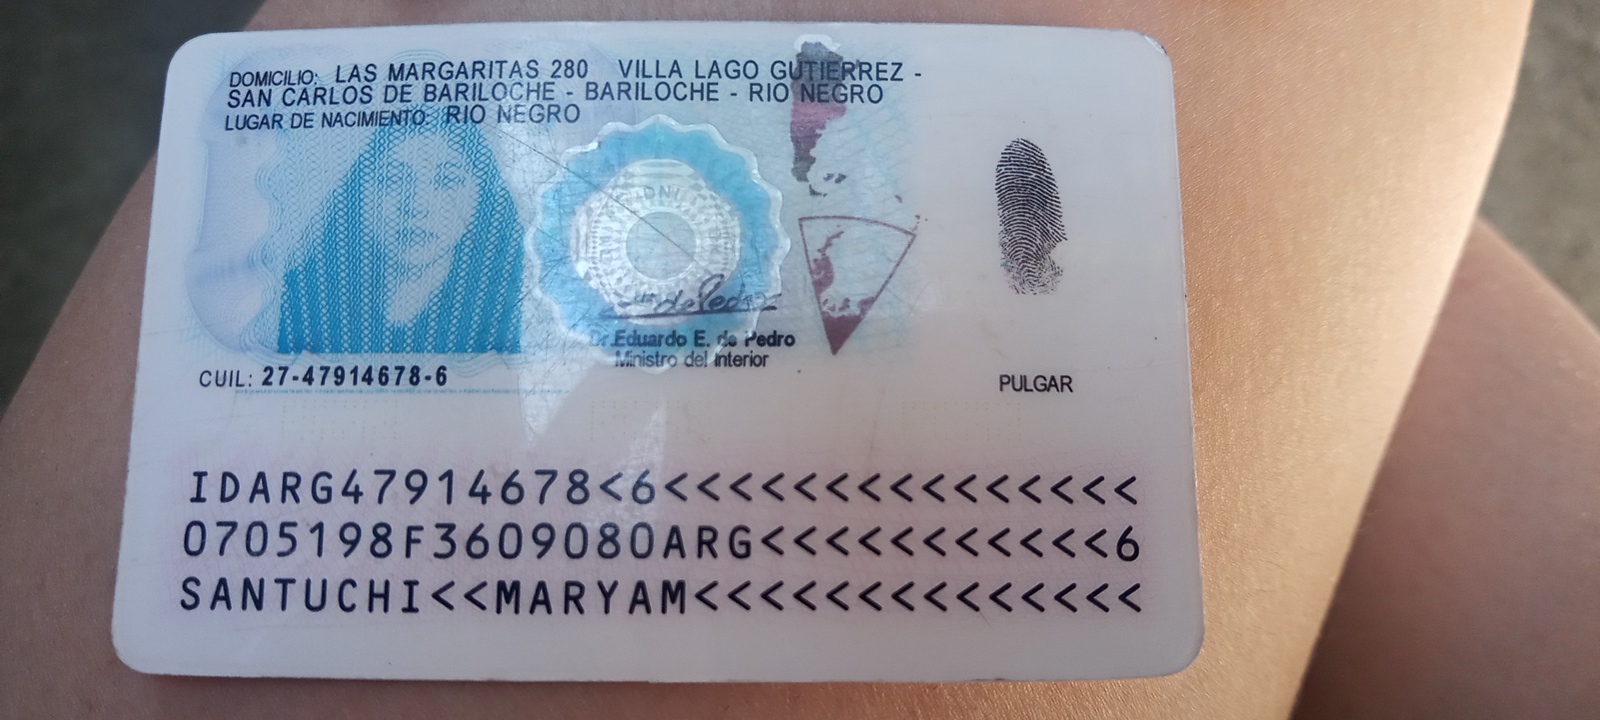 DOMICILIO: LAS MARGARITAS 280 VILLA LAGO GUTIERREZ -
SAN CARLOS DE BARILOCHE - BARILOCHE - RIO NEGRO
LUGAR DE NACIMIENTO: RIO NEGRO
Dr. Eduardo E. de Pedro
Ministro del Interior
CUIL: 27-47914678-6
PULGAR
IDARG47914678<6<<<<<<<<<<<<<<<
0705198F3609080ARG<<<<<<<<<<<6
SANTUCHI<<MARYAM<<<<<<<<<<<<<<